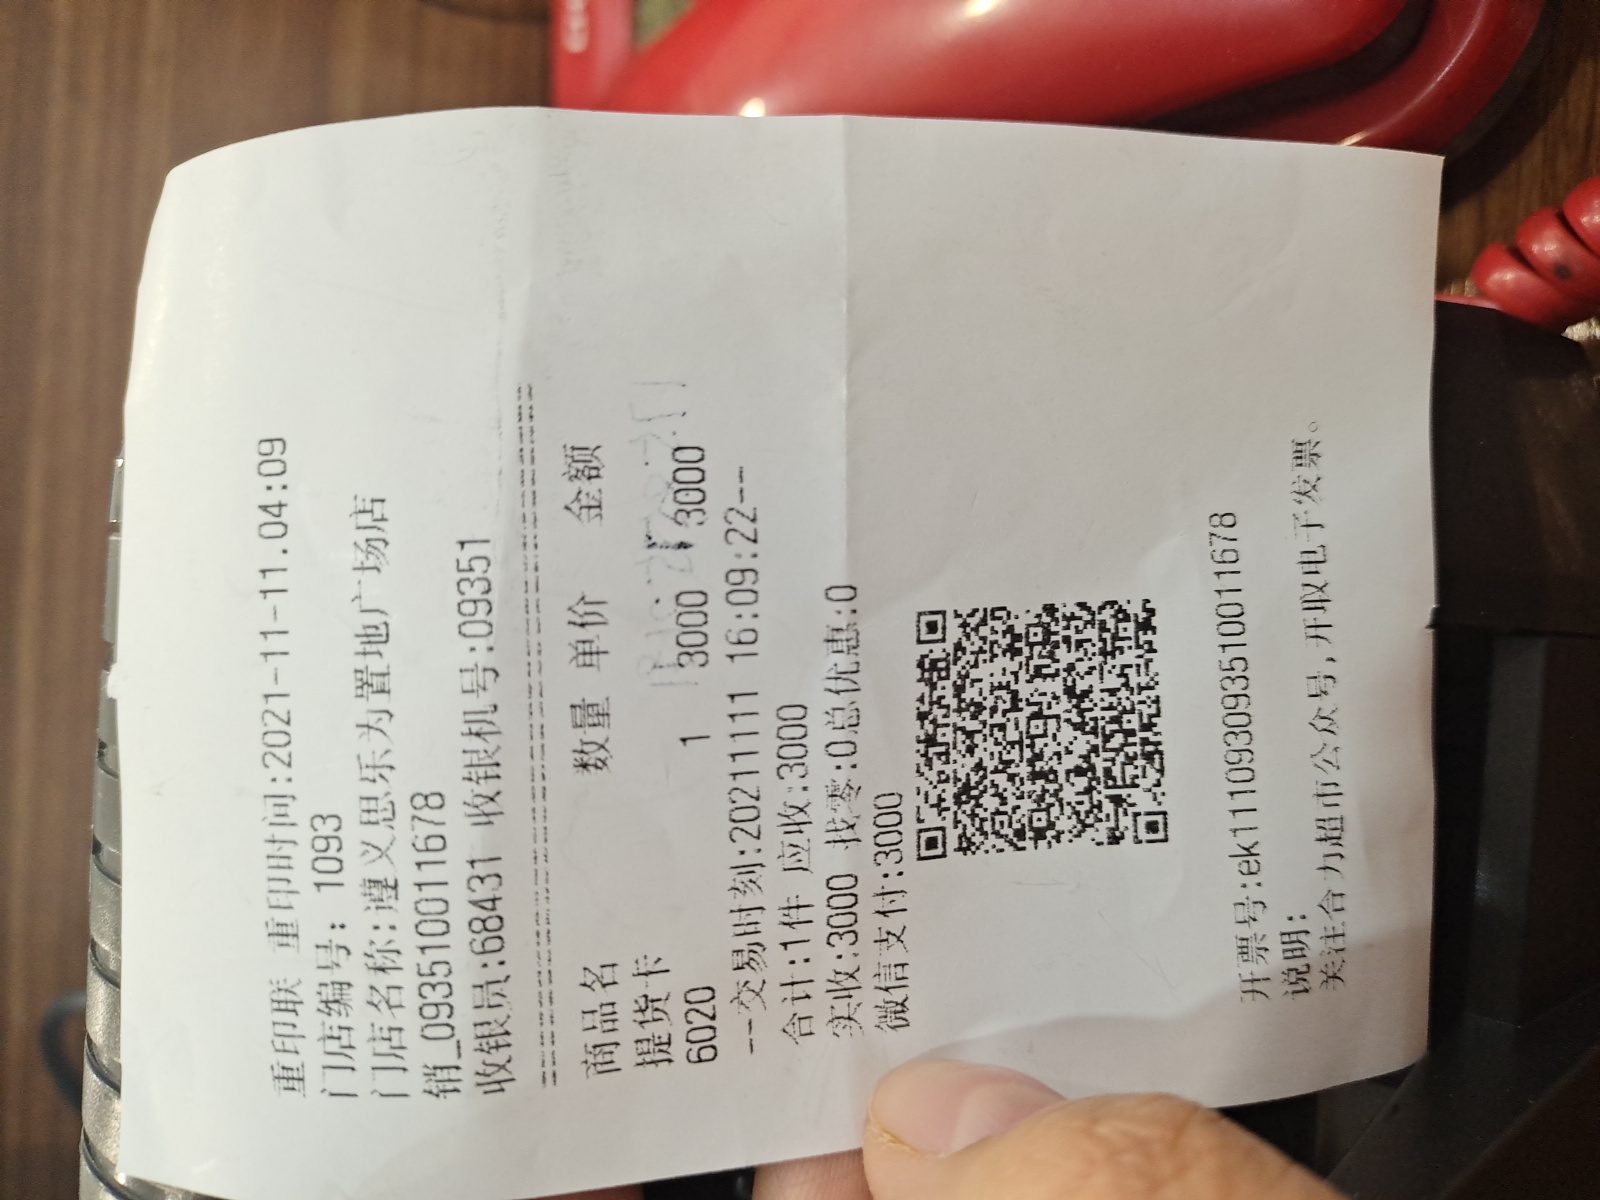 重印联 重印时间:2021-11-11.04:09
门店编号: 1093
门店名称:遵义思乐为置地广场店
销_093510011678
收银员:68431 收银机号:09351
商品名 数量 单价 金额
提货卡
6020 1 3000 3000
--交易时刻:20211111 16:09:22--
合计:1件 应收:3000
实收:3000 找零:0总优惠:0
微信支付:3000
开票号:ek111093093510011678
说明:
关注合力超市公众号,开取电子发票。